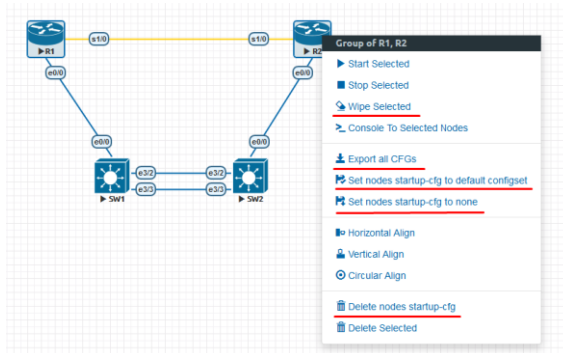 s1/0
s1/0
Group of R1, R2
R1
R2
e0/0
e0/0
Start Selected
Stop Selected
Wipe Selected
Console To Selected Nodes
e0/0
e0/0
Export all CFGs
e3/2
e3/2
Set nodes startup-cfg to default configset
e3/3
e3/3
SW1
SW2
Set nodes startup-cfg to none
Horizontal Align
Vertical Align
Circular Align
Delete nodes startup-cfg
Delete Selected